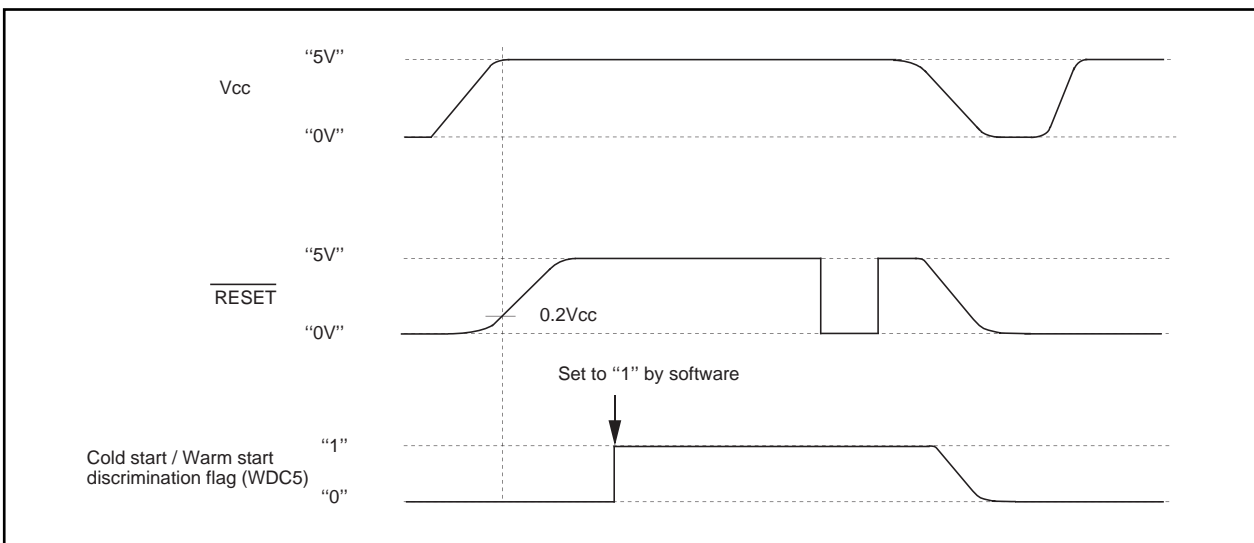 “5V”
Vcc
“0V”
“5V”
RESET
0.2Vcc
“0V”
Set to “1” by software
“1”
Cold start / Warm start
discrimination flag (WDC5)
“0”